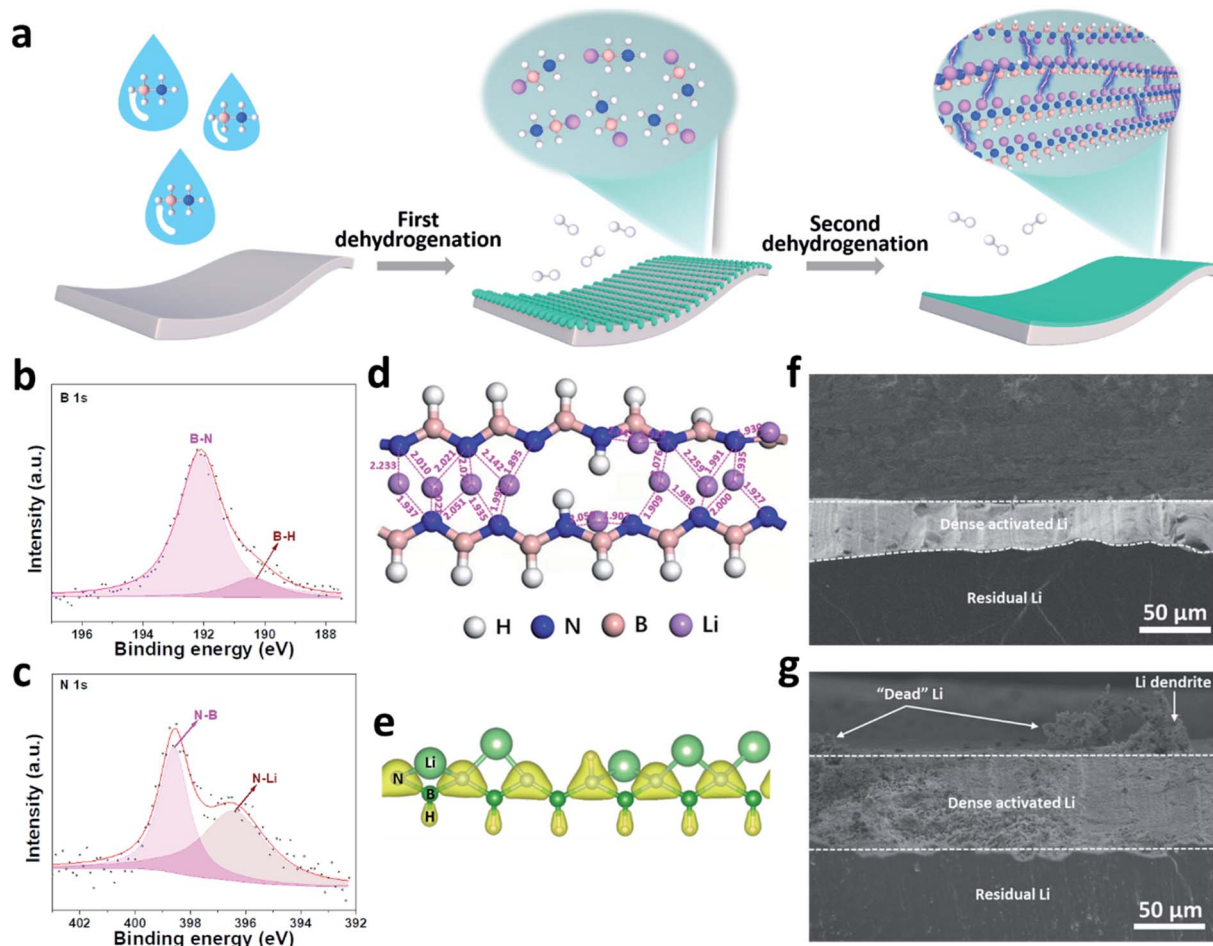 a
First
dehydrogenation
Second
dehydrogenation
b
B 1s
B-N
B-H
Intensity (a.u.)
196 194 192 190 188
Binding energy (eV)
c
N 1s
N-B
N-Li
Intensity (a.u.)
402 400 398 396 394 392
Binding energy (eV)
d
1.939
2.233
2.010
2.021
2.142
1.895
2.259
1.991
1.935
1.937
2.051
1.935
1.909
1.989
2.000
1.927
H N B Li
e
Li
N
B
H
f
Dense activated Li
Residual Li
50 μm
g
“Dead” Li
Li dendrite
Dense activated Li
Residual Li
50 μm